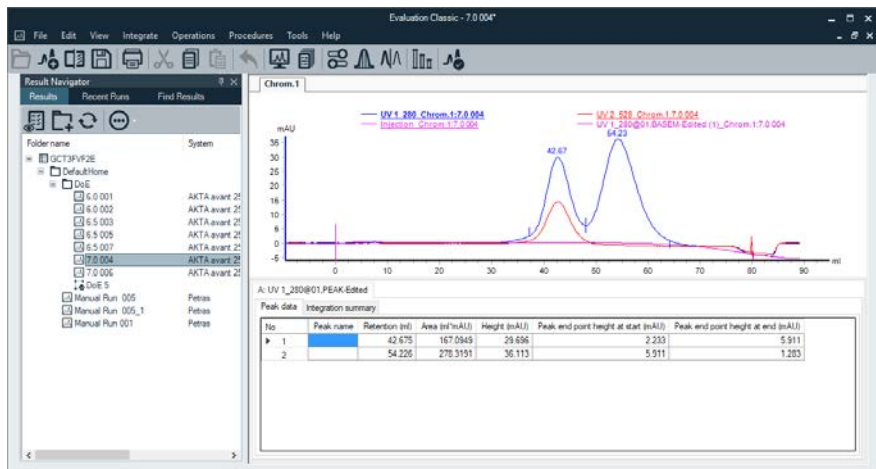 Evaluation Classic - 7.0 004*
File Edit View Integrate Operations Procedures Tools Help
Result Navigator
Results Recent Runs Find Results
Folder name System
GCT3FVF2E
DefaultHome
DoE
6.0 001 AKTA avant 25
6.0 002 AKTA avant 25
6.5 003 AKTA avant 25
6.5 005 AKTA avant 25
6.5 007 AKTA avant 25
7.0 004 AKTA avant 25
7.0 006 AKTA avant 25
DoE 5
Manual Run 005 Petras
Manual Run 005_1 Petras
Manual Run 001 Petras
Chrom.1
UV 1_280_Chrom.1:7.0 004 UV 2_528_Chrom.1:7.0 004
Injection_Chrom.1:7.0 004 UV 1_280@01,BASEM-Edited (1)_Chrom.1:7.0 004
mAU
54.23
42.67
35
30
25
20
16
10
6
0
-5
0 10 20 30 40 50 60 70 80 90
ml
A: UV 1_280@01,PEAK-Edited
Peak data Integration summary
No Peak name Retention (ml) Area (ml*mAU) Height (mAU) Peak end point height at start (mAU) Peak end point height at end (mAU)
1 42.675 167.0949 29.696 2.233 5.911
2 54.226 278.3191 36.113 5.911 1.283